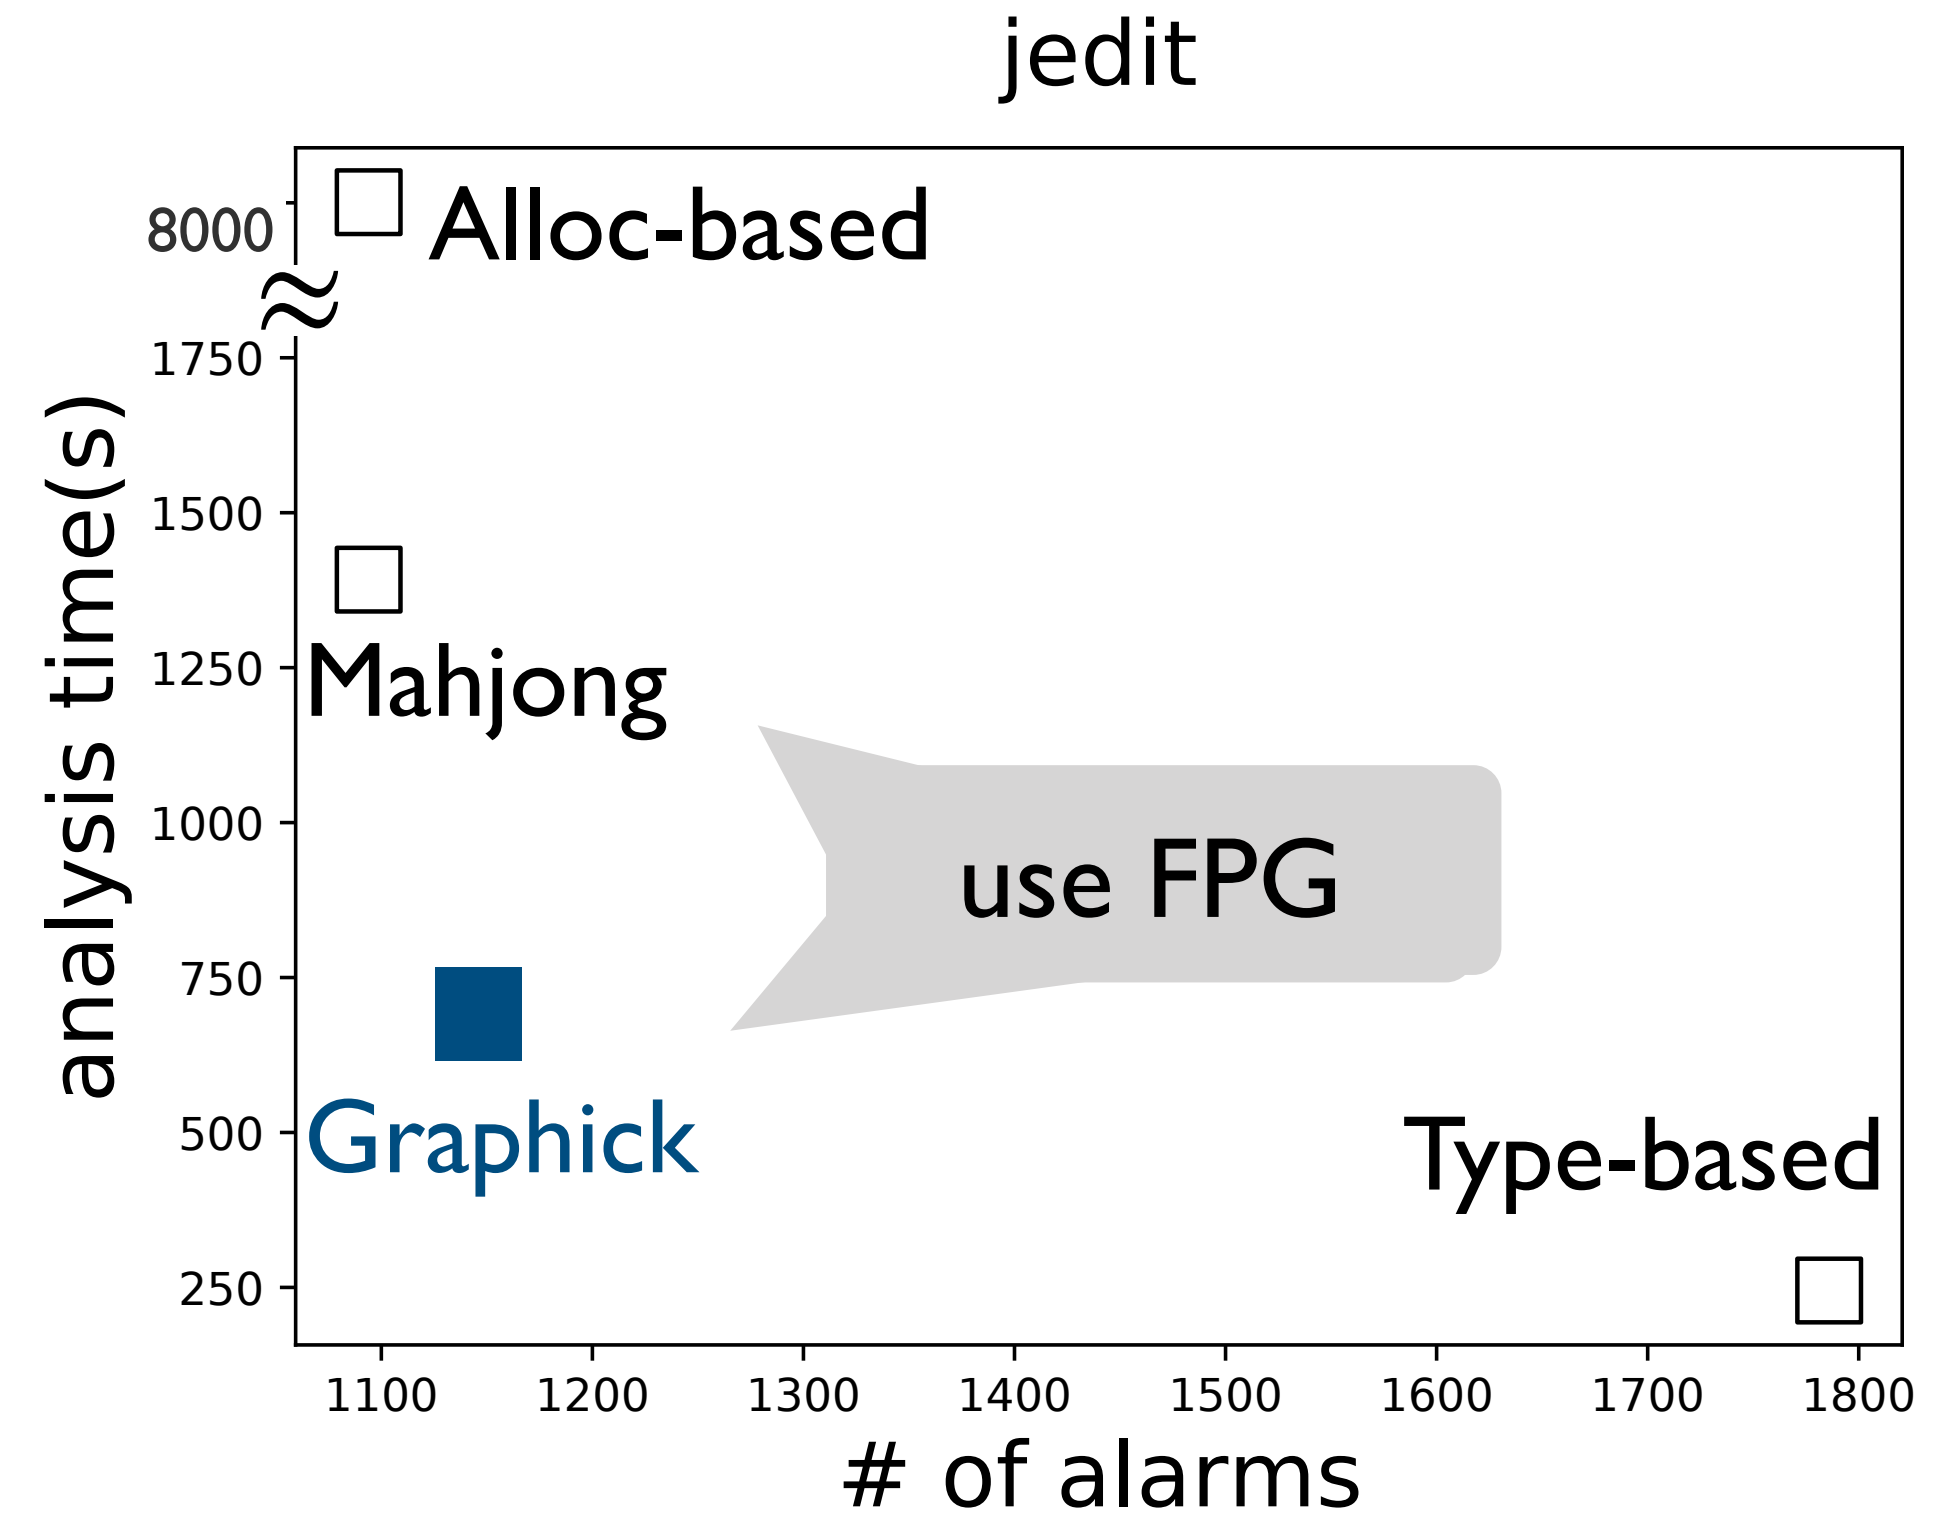 jedit
8000
Alloc-based
1750
1500
Mahjong
1250
1000
use FPG
750
Graphick
500
Type-based
250
analysis time(s)
1100 1200 1300 1400 1500 1600 1700 1800
# of alarms